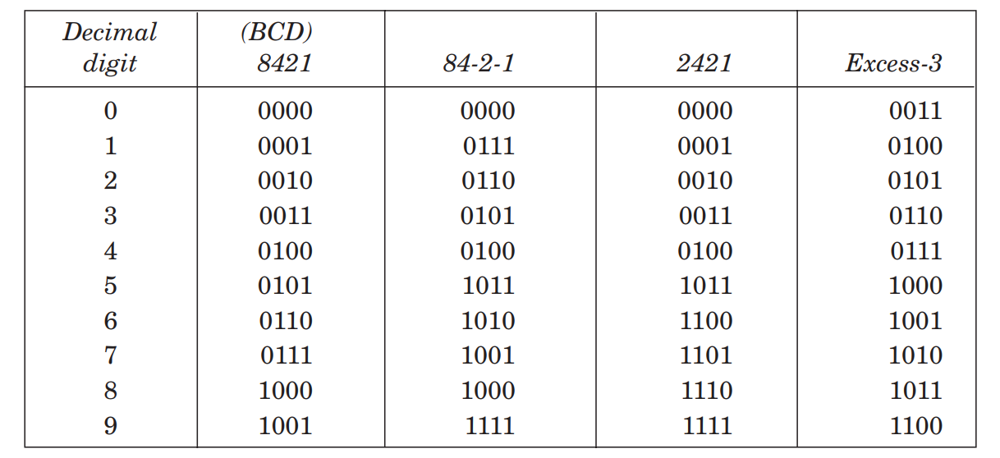 Decimal digit (BCD) 8421 84-2-1 2421 Excess-3
0 0000 0000 0000 0011
1 0001 0111 0001 0100
2 0010 0110 0010 0101
3 0011 0101 0011 0110
4 0100 0100 0100 0111
5 0101 1011 1011 1000
6 0110 1010 1100 1001
7 0111 1001 1101 1010
8 1000 1000 1110 1011
9 1001 1111 1111 1100